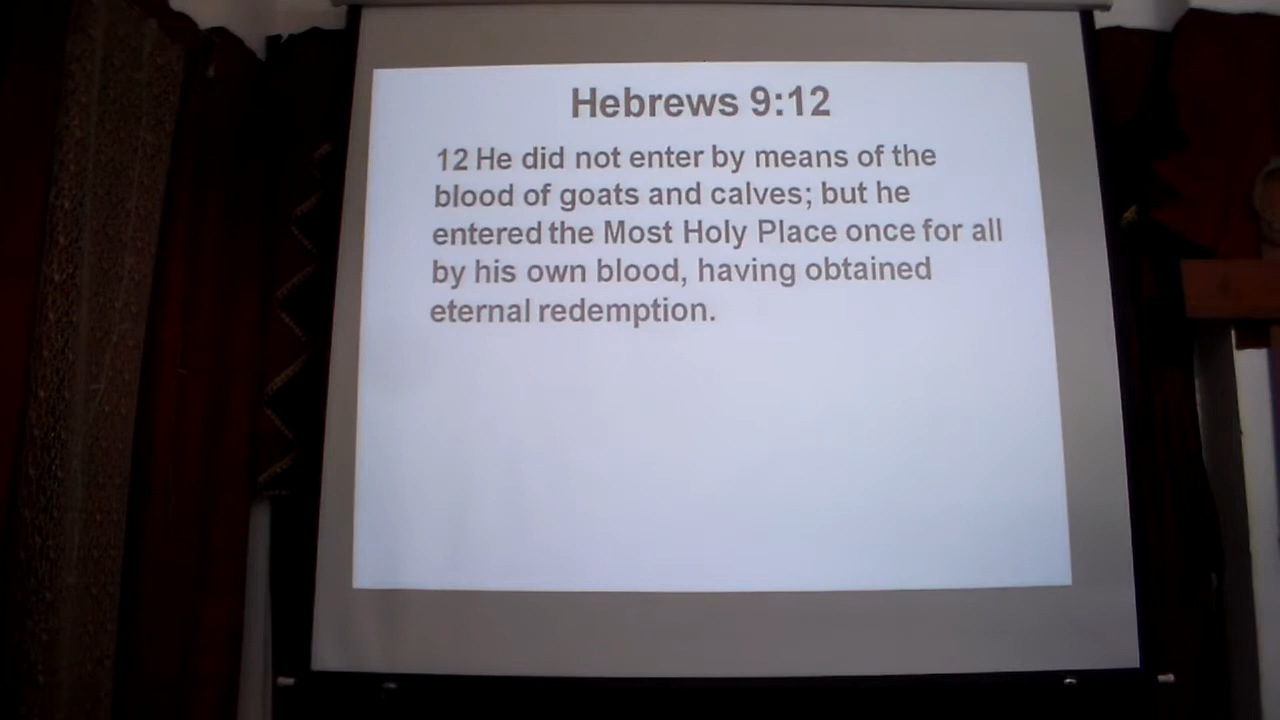 Hebrews 9:12
12 He did not enter by means of the
blood of goats and calves; but he
entered the Most Holy Place once for all
by his own blood, having obtained
eternal redemption.